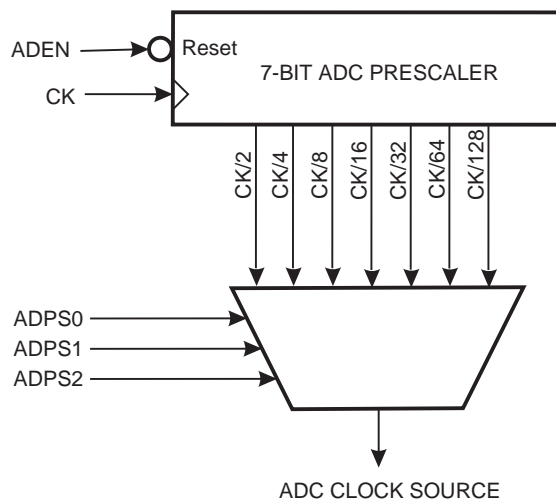 ADEN
Reset
7-BIT ADC PRESCALER
CK
CK/2
CK/4
CK/8
CK/16
CK/32
CK/64
CK/128
ADPS0
ADPS1
ADPS2
ADC CLOCK SOURCE